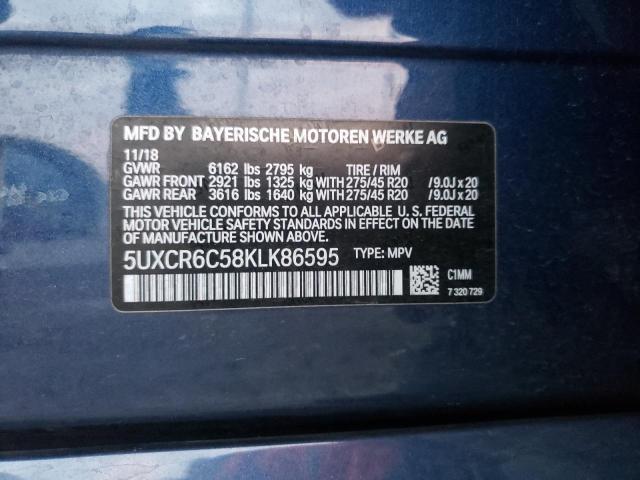 MFD BY BAYERISCHE MOTOREN WERKE AG
11/18
GVWR 6162 lbs 2795 kg TIRE / RIM
GAWR FRONT 2921 lbs 1325 kg WITH 275/45 R20 /9.0J x 20
GAWR REAR 3616 lbs 1640 kg WITH 275/45 R20 /9.0J x 20
THIS VEHICLE CONFORMS TO ALL APPLICABLE U.S. FEDERAL
MOTOR VEHICLE SAFETY STANDARDS IN EFFECT ON THE DATE
OF MANUFACTURE SHOWN ABOVE.
5UXCR6C58KLK86595 TYPE: MPV
C1MM
7 320 729